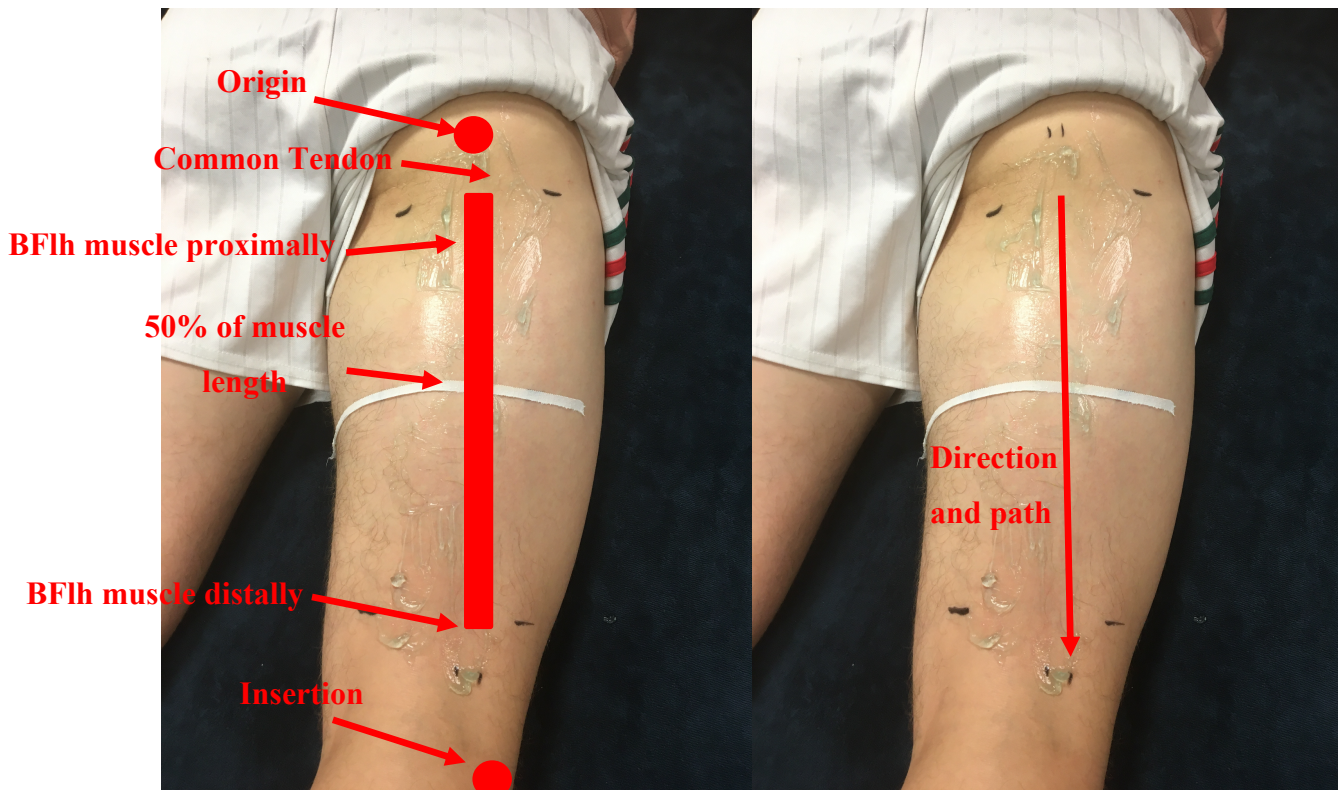 Origin
Common Tendon
BFlh muscle proximally
50% of muscle
length
BFlh muscle distally
Insertion
Direction
and path